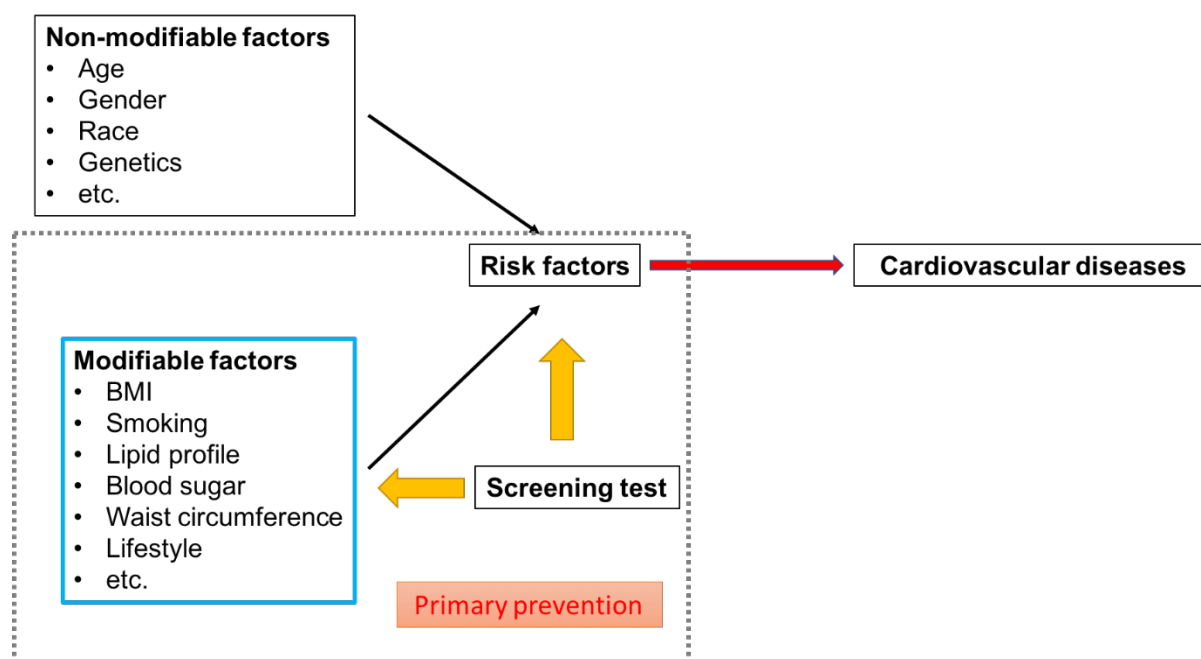 Non-modifiable factors
• Age
• Gender
• Race
• Genetics
• etc.
Risk factors
Cardiovascular diseases
Modifiable factors
• BMI
• Smoking
• Lipid profile
• Blood sugar
• Waist circumference
• Lifestyle
• etc.
Screening test
Primary prevention